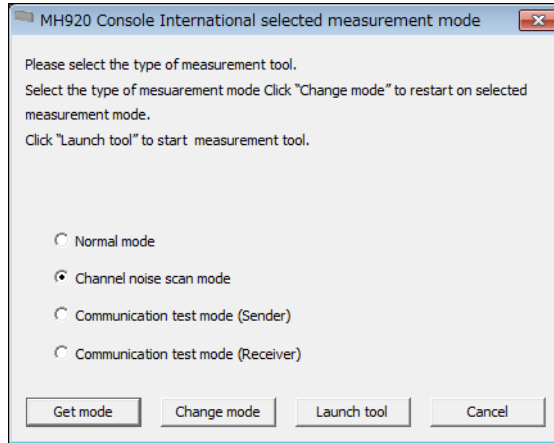 MH920 Console International selected measurement mode
Please select the type of measurement tool.
Select the type of mesuarement mode Click “Change mode” to restart on selected
measurement mode.
Click “Launch tool” to start measurement tool.
Normal mode
Channel noise scan mode
Communication test mode (Sender)
Communication test mode (Receiver)
Get mode Change mode Launch tool Cancel